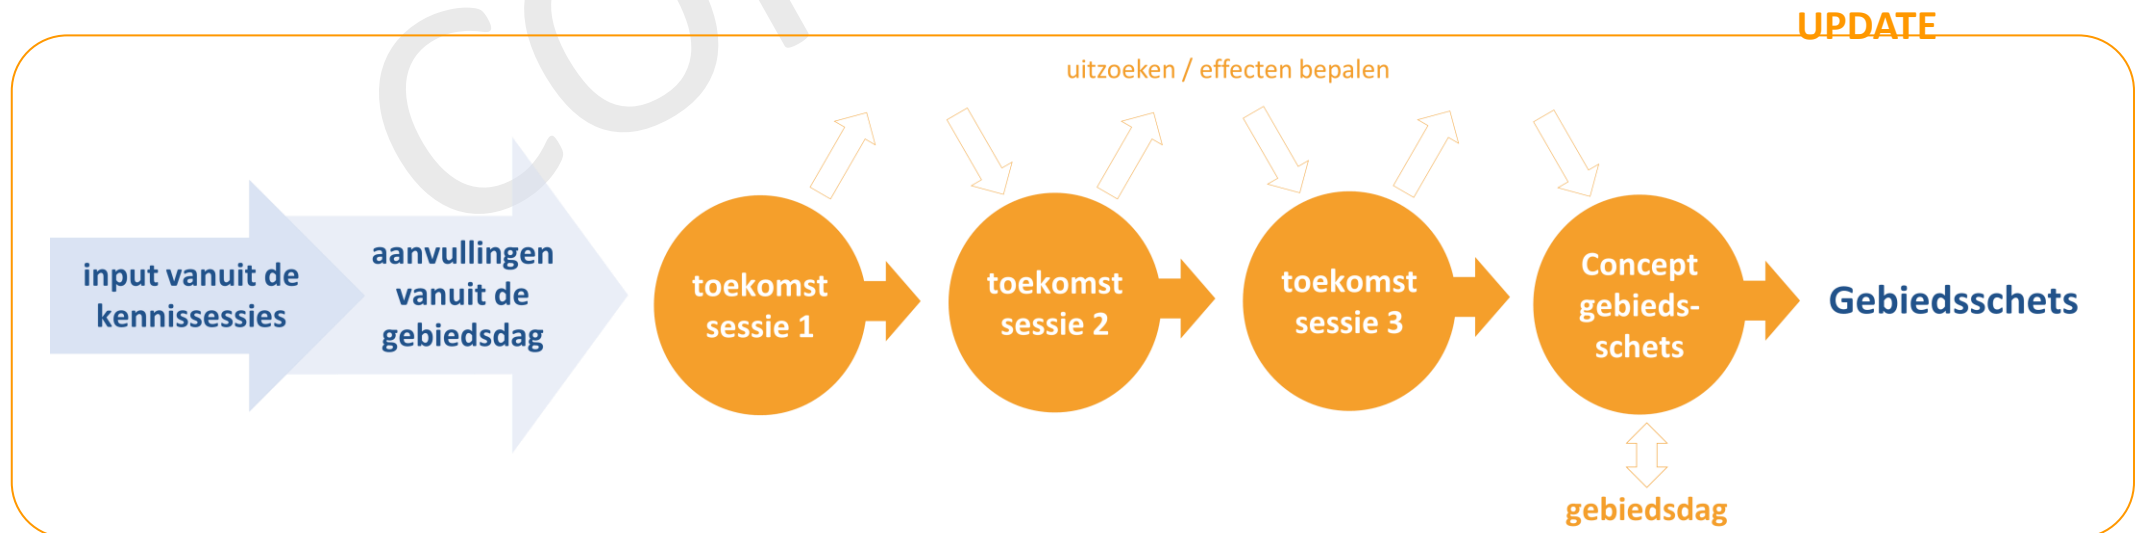 UPDATE
uitzoeken / effecten bepalen
input vanuit de
kennissessies
aanvullingen
vanuit de
gebiedsdag
toekomst
sessie 1
toekomst
sessie 2
toekomst
sessie 3
Concept
gebieds-
schets
Gebiedsschets
gebiedsdag